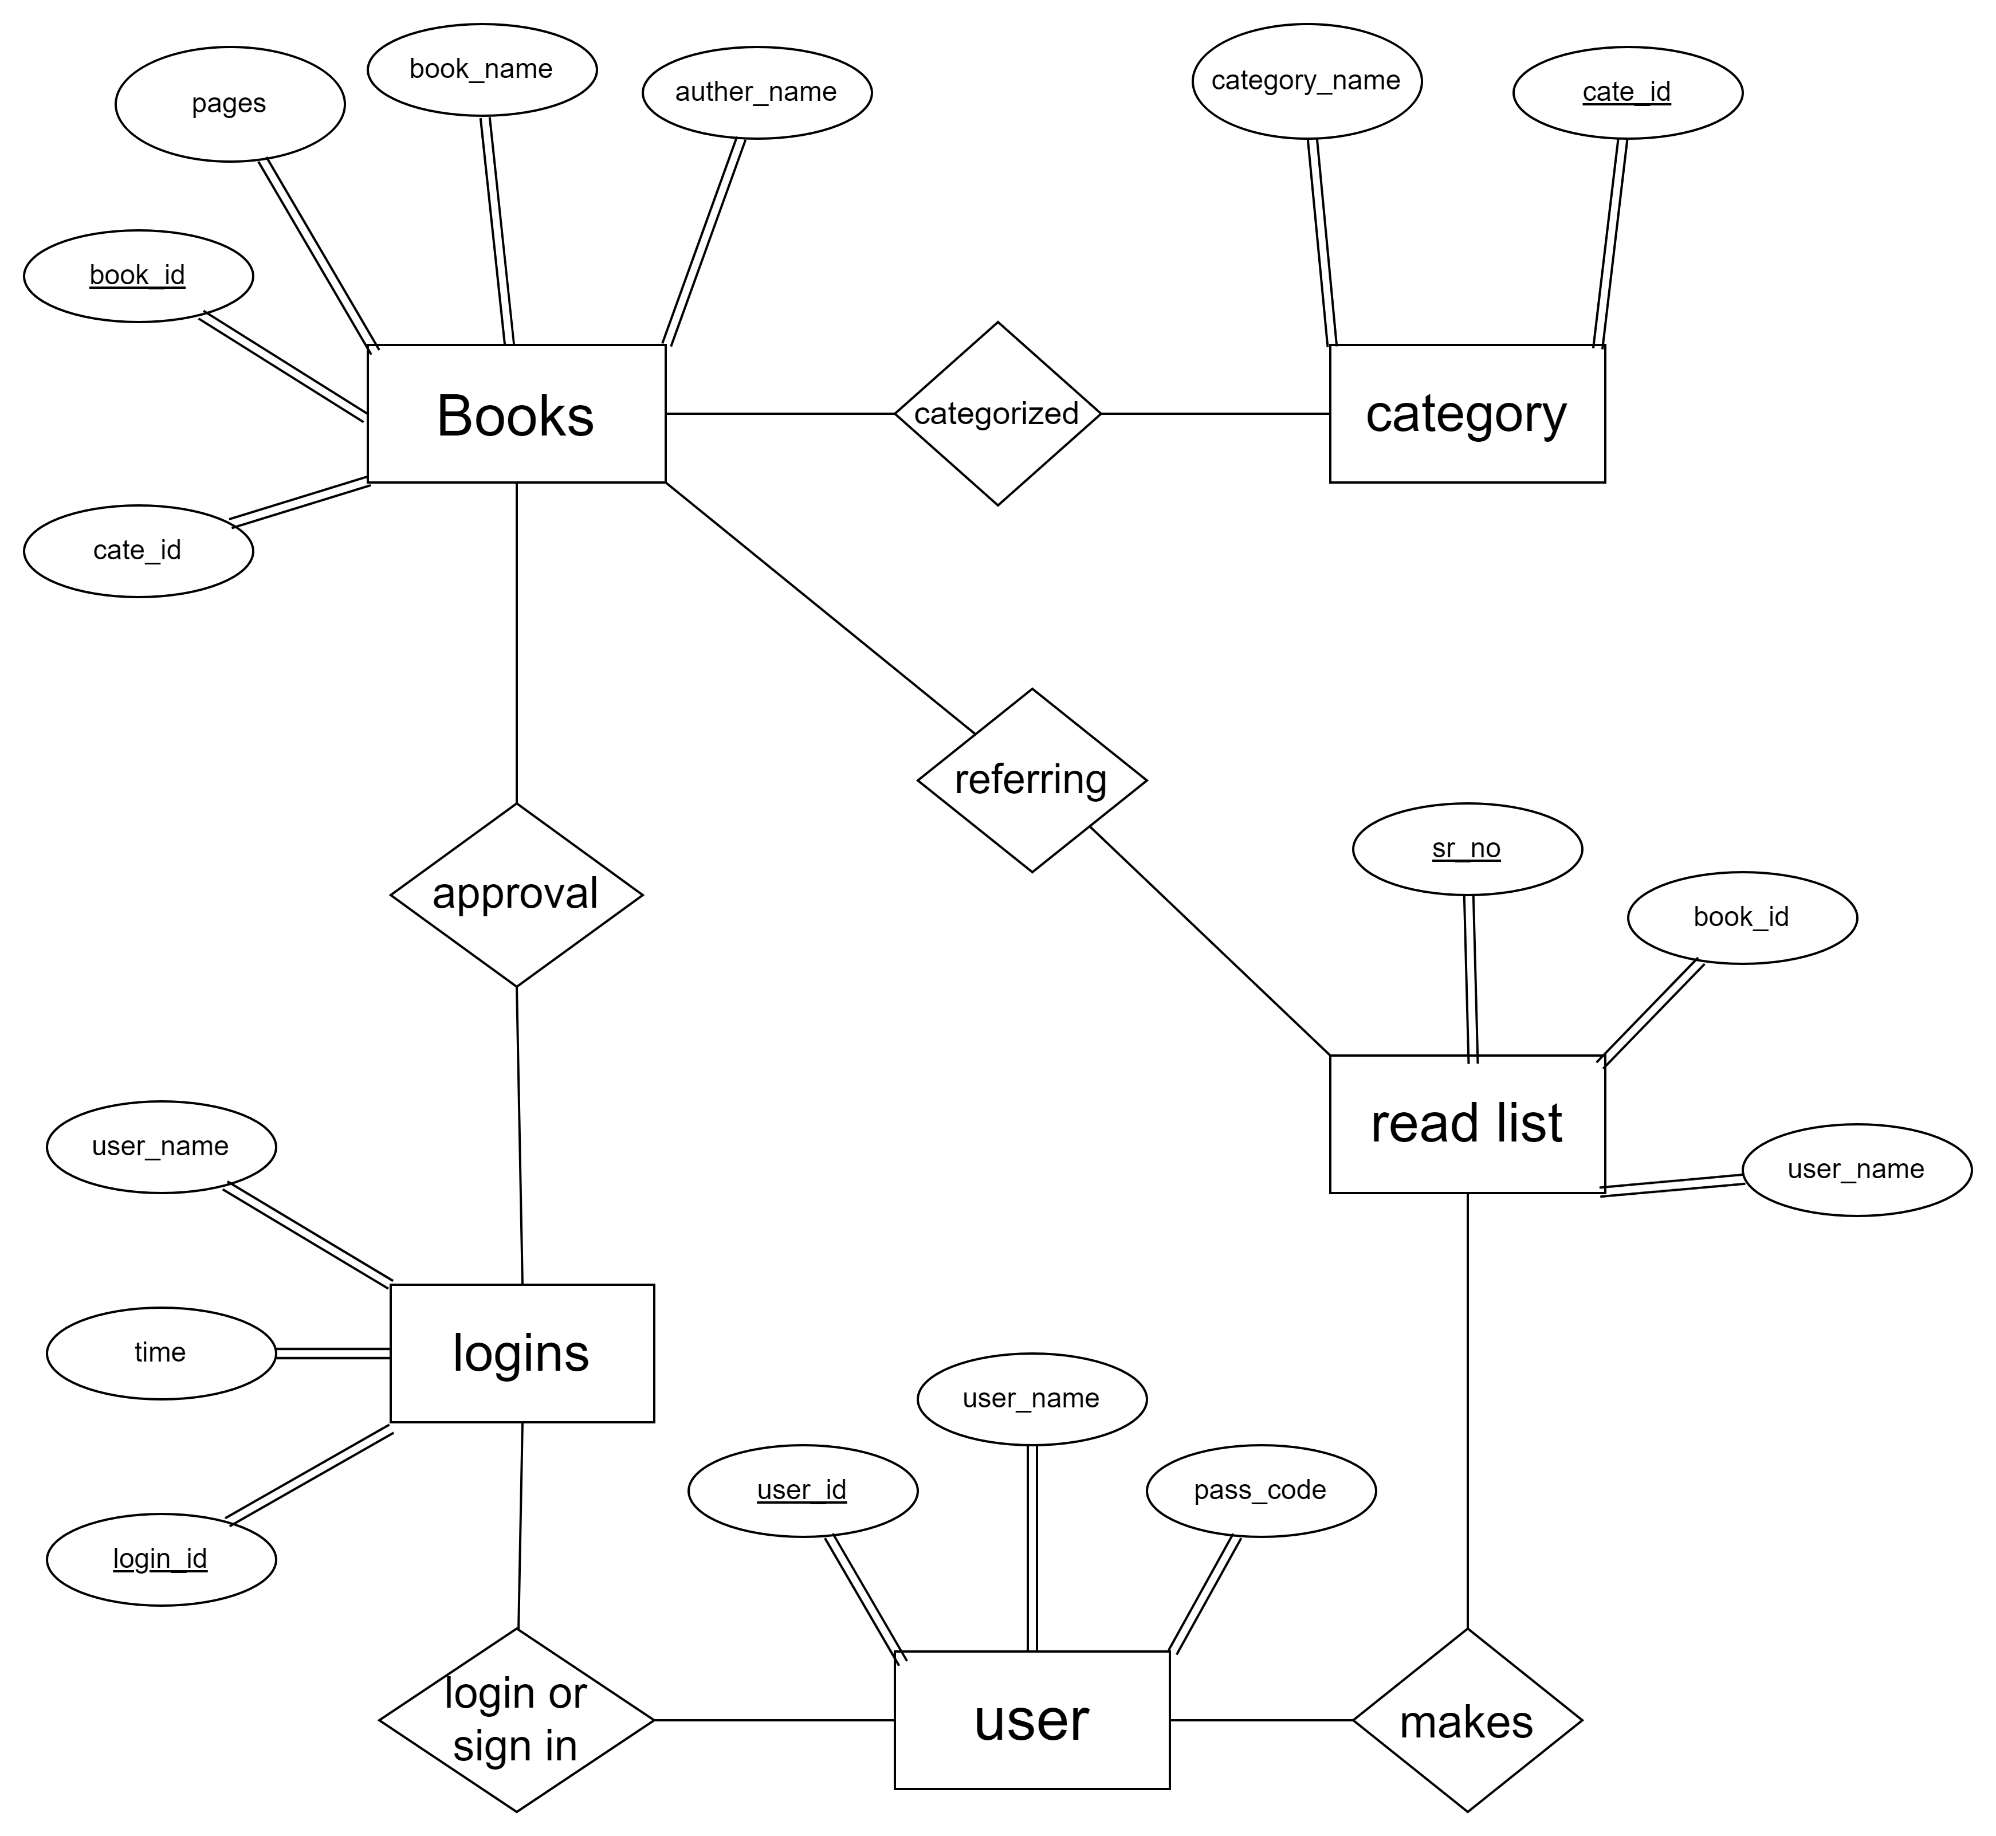 book_name
auther_name
pages
category_name
cate_id
book_id
Books
categorized
category
cate_id
referring
approval
sr_no
book_id
read list
user_name
user_name
time
logins
login_id
user_name
user_id
pass_code
login or
sign in
user
makes